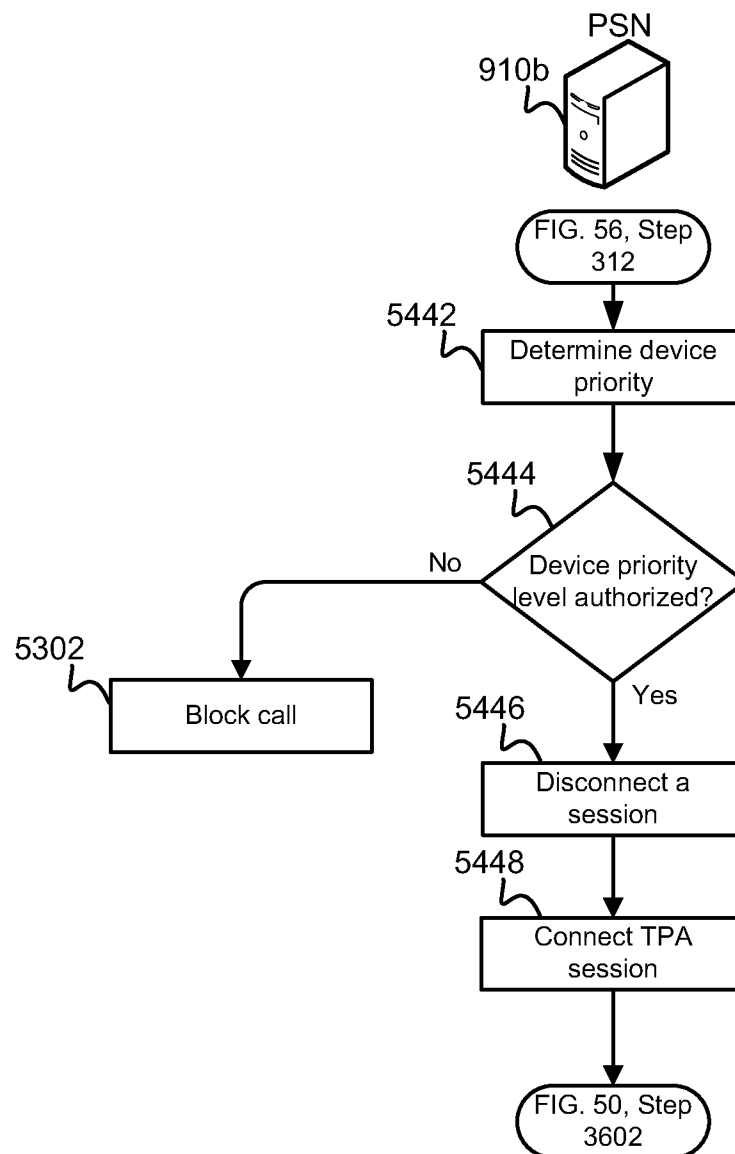 PSN
910b
FIG. 56, Step
312
5442
Determine device
priority
5444
No
Device priority
level authorized?
5302
Block call
Yes
5446
Disconnect a
session
5448
Connect TPA
session
FIG. 50, Step
3602